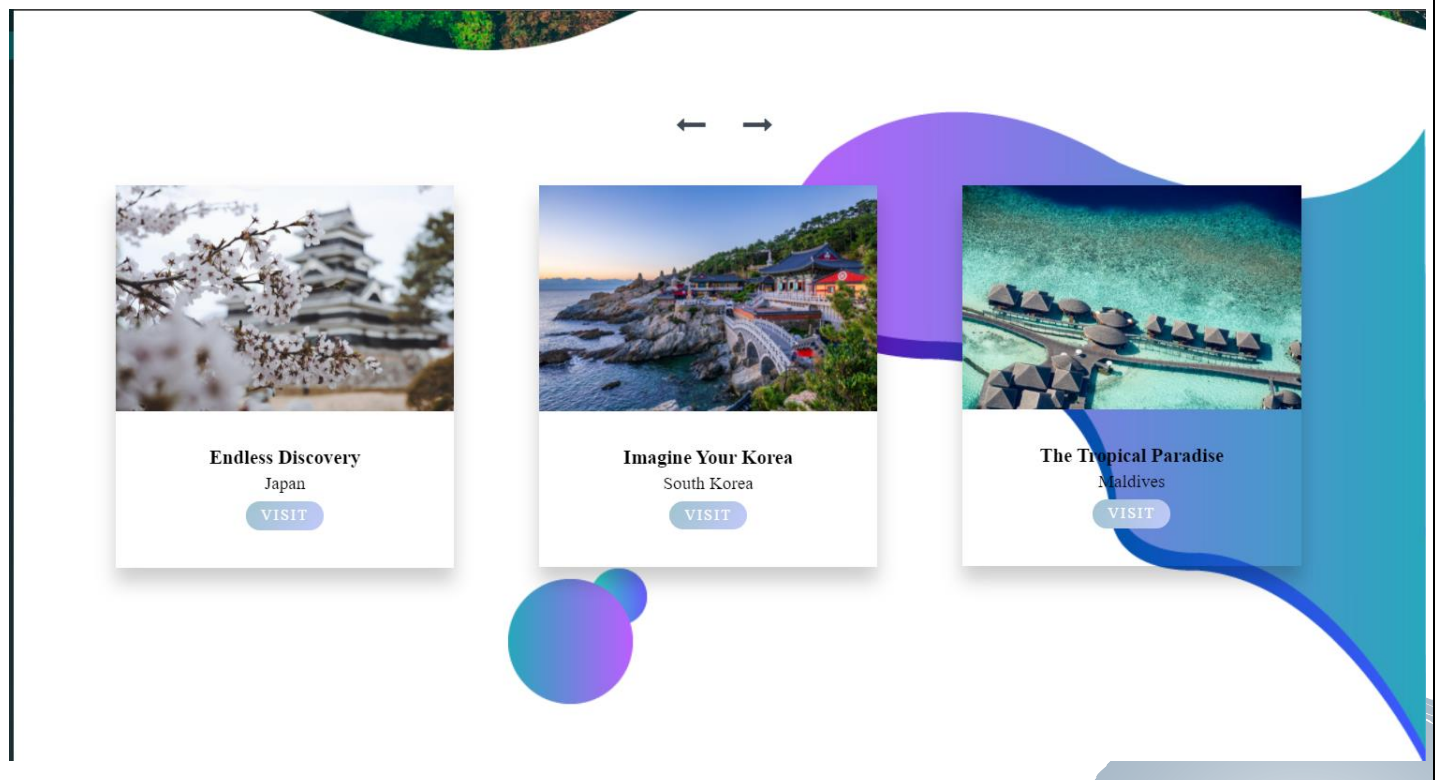 Endless Discovery
Japan
VISIT
Imagine Your Korea
South Korea
VISIT
The Tropical Paradise
Maldives
VISIT